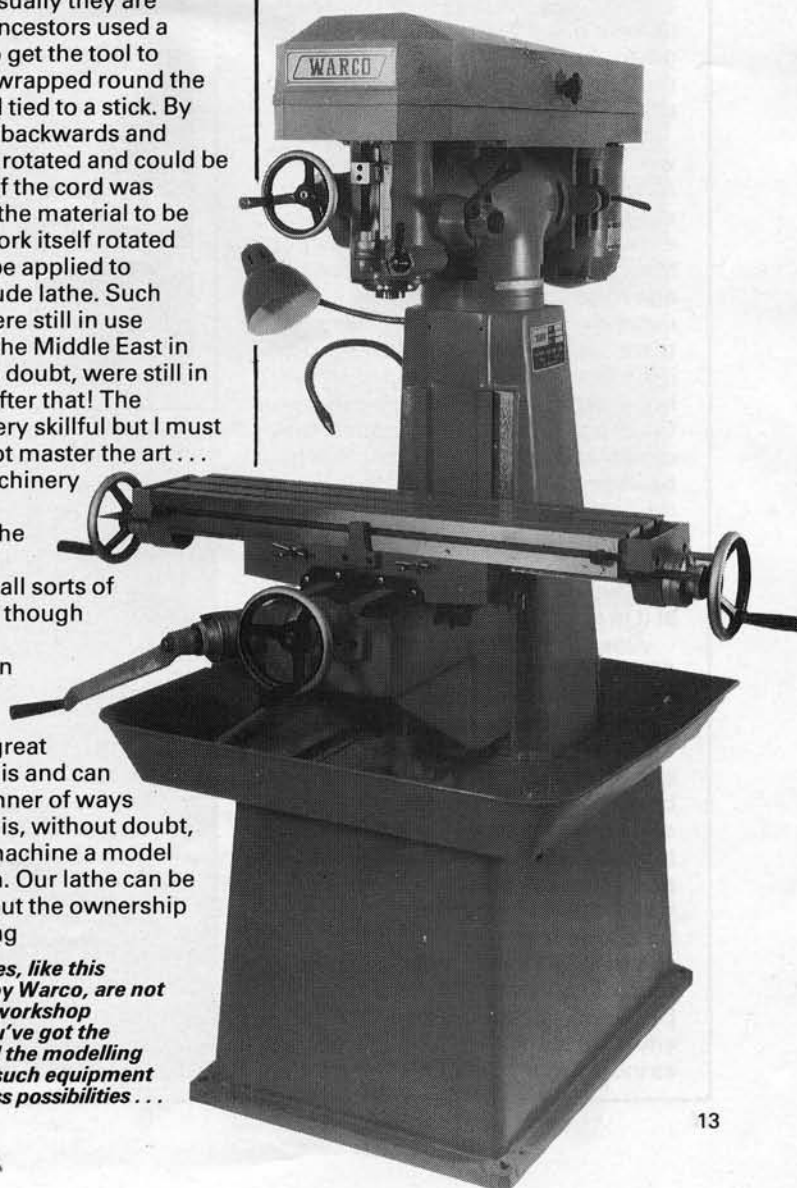 sually they are
ncestors used a
o get the tool to
wrapped round the
d tied to a stick. By
backwards and
rotated and could be
f the cord was
the material to be
ork itself rotated
be applied to
ude lathe. Such
ere still in use
he Middle East in
doubt, were still in
fter that! The
ery skillful but I must
ot master the art . . .
chinery
he
all sorts of
though
n
great
is and can
nner of ways
is, without doubt,
machine a model
n. Our lathe can be
ut the ownership
ng
es, like this
by Warco, are not
workshop
u've got the
d the modelling
such equipment
ss possibilities . . .
WARCO
13